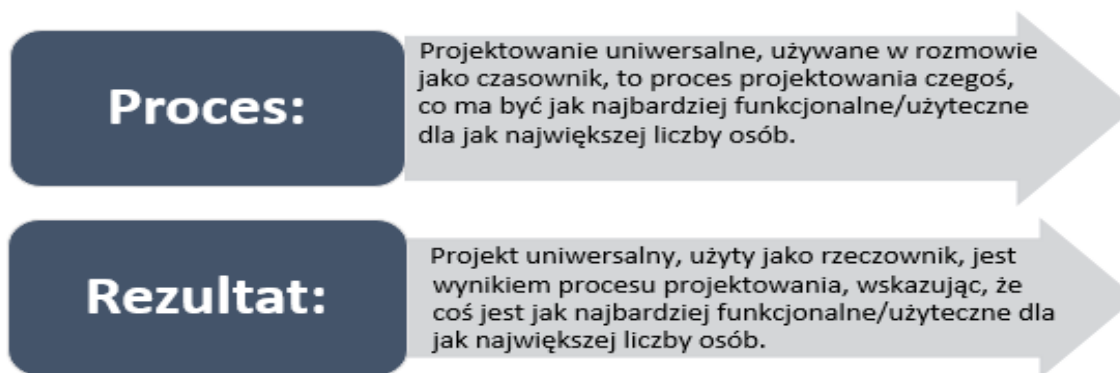 Proces:
Projektowanie uniwersalne, używane w rozmowie
jako czasownik, to proces projektowania czegoś,
co ma być jak najbardziej funkcjonalne/użyteczne
dla jak największej liczby osób.
Rezultat:
Projekt uniwersalny, użyty jako rzeczownik, jest
wynikiem procesu projektowania, wskazując, że
coś jest jak najbardziej funkcjonalne/użyteczne dla
jak największej liczby osób.